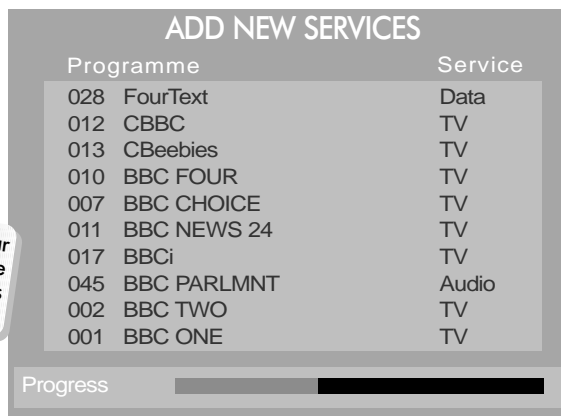 ADD NEW SERVICES
Programme Service
028 FourText Data
012 CBBC TV
013 CBeebies TV
010 BBC FOUR TV
007 BBC CHOICE TV
011 BBC NEWS 24 TV
017 BBCi TV
045 BBC PARLMNT Audio
002 BBC TWO TV
001 BBC ONE TV
Progress